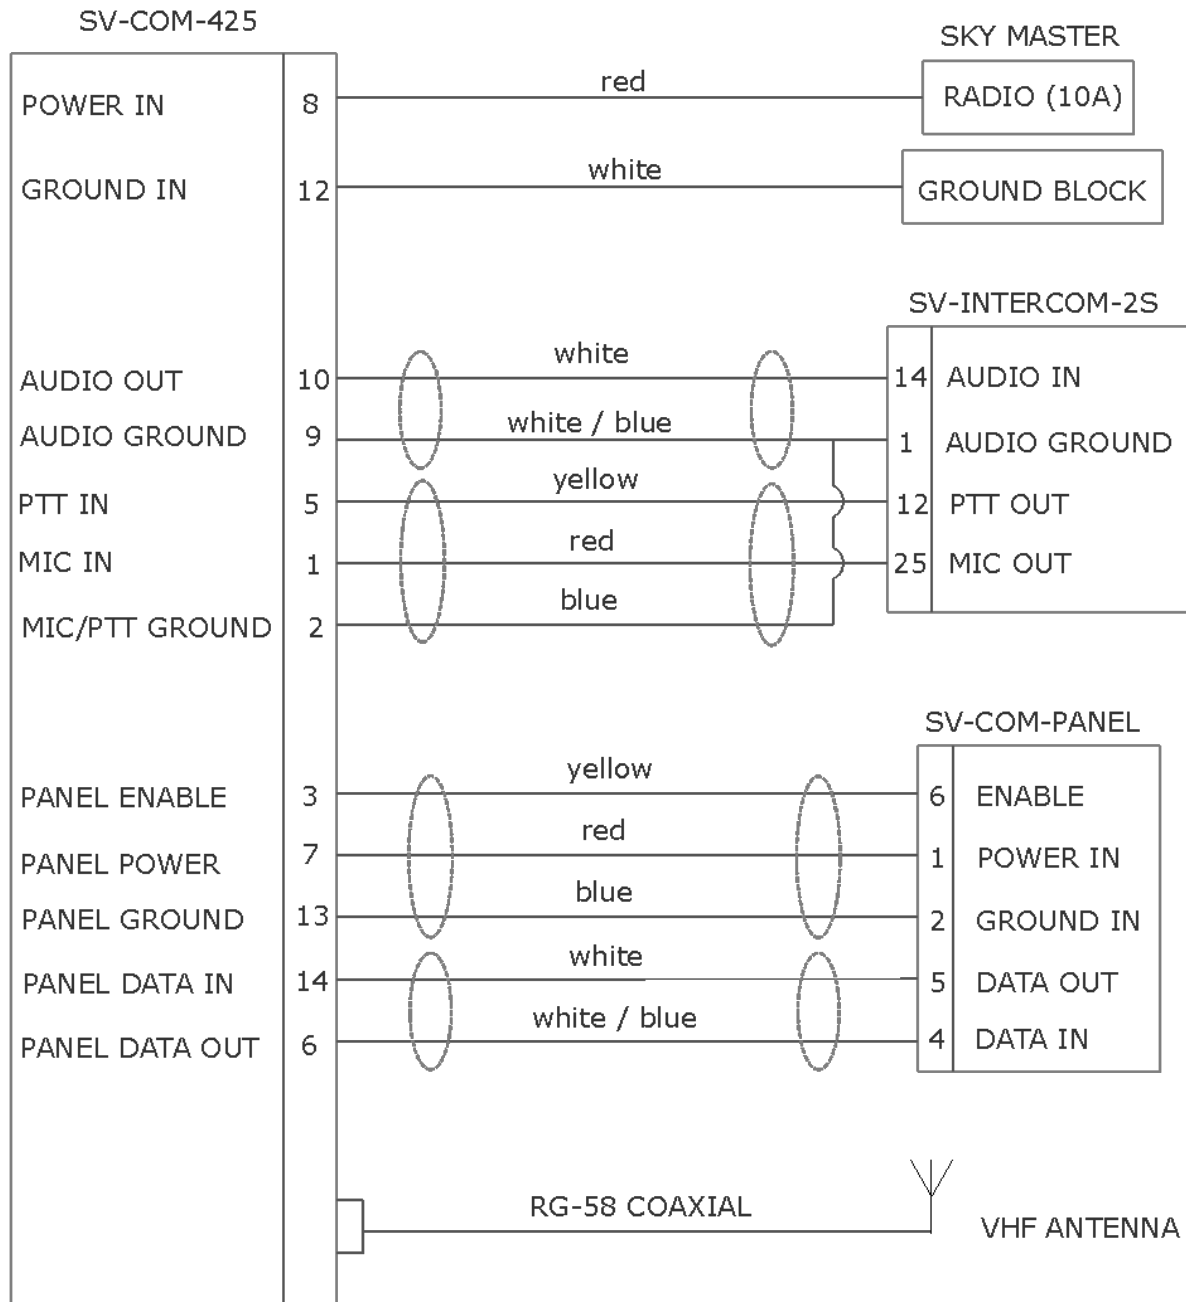 SV-COM-425
SKY MASTER
red
POWER IN 8 RADIO (10A)
white
GROUND IN 12 GROUND BLOCK
SV-INTERCOM-2S
white
AUDIO OUT 10 14 AUDIO IN
white / blue
AUDIO GROUND 9 1 AUDIO GROUND
yellow
PTT IN 5 12 PTT OUT
red
MIC IN 1 25 MIC OUT
blue
MIC/PTT GROUND 2
SV-COM-PANEL
yellow
PANEL ENABLE 3 6 ENABLE
red
PANEL POWER 7 1 POWER IN
blue
PANEL GROUND 13 2 GROUND IN
white
PANEL DATA IN 14 5 DATA OUT
white / blue
PANEL DATA OUT 6 4 DATA IN
RG-58 COAXIAL
VHF ANTENNA